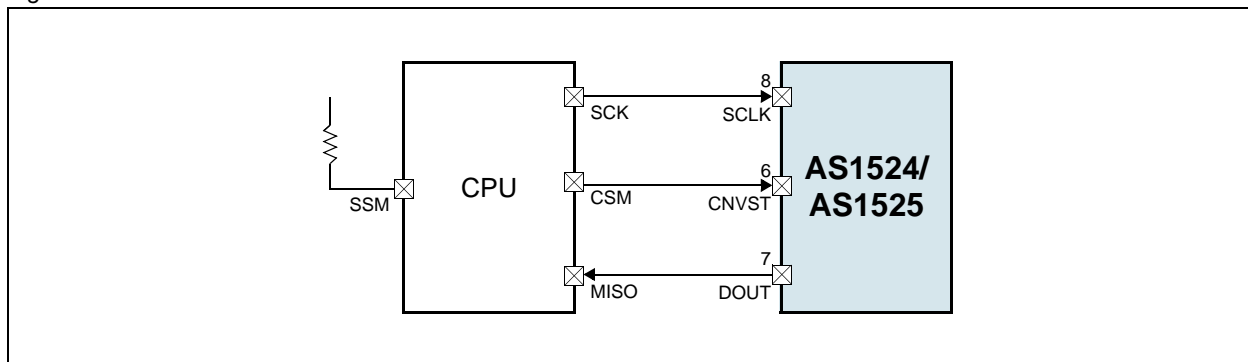 8
SCK
SCLK
CPU
AS1524/
AS1525
6
SSM
CSM
CNVST
7
MISO
DOUT